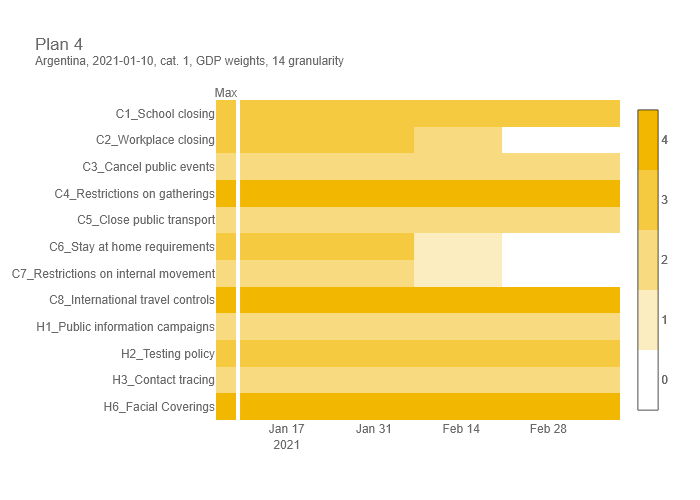 Plan 4
Argentina, 2021-01-10, cat. 1, GDP weights, 14 granularity
Max
C1_School closing
C2_Workplace closing
C3_Cancel public events
C4_Restrictions on gatherings
C5_Close public transport
C6_Stay at home requirements
C7_Restrictions on internal movement
C8_International travel controls
H1_Public information campaigns
H2_Testing policy
H3_Contact tracing
H6_Facial Coverings
Jan 17 Jan 31 Feb 14 Feb 28
2021
4
3
2
1
0